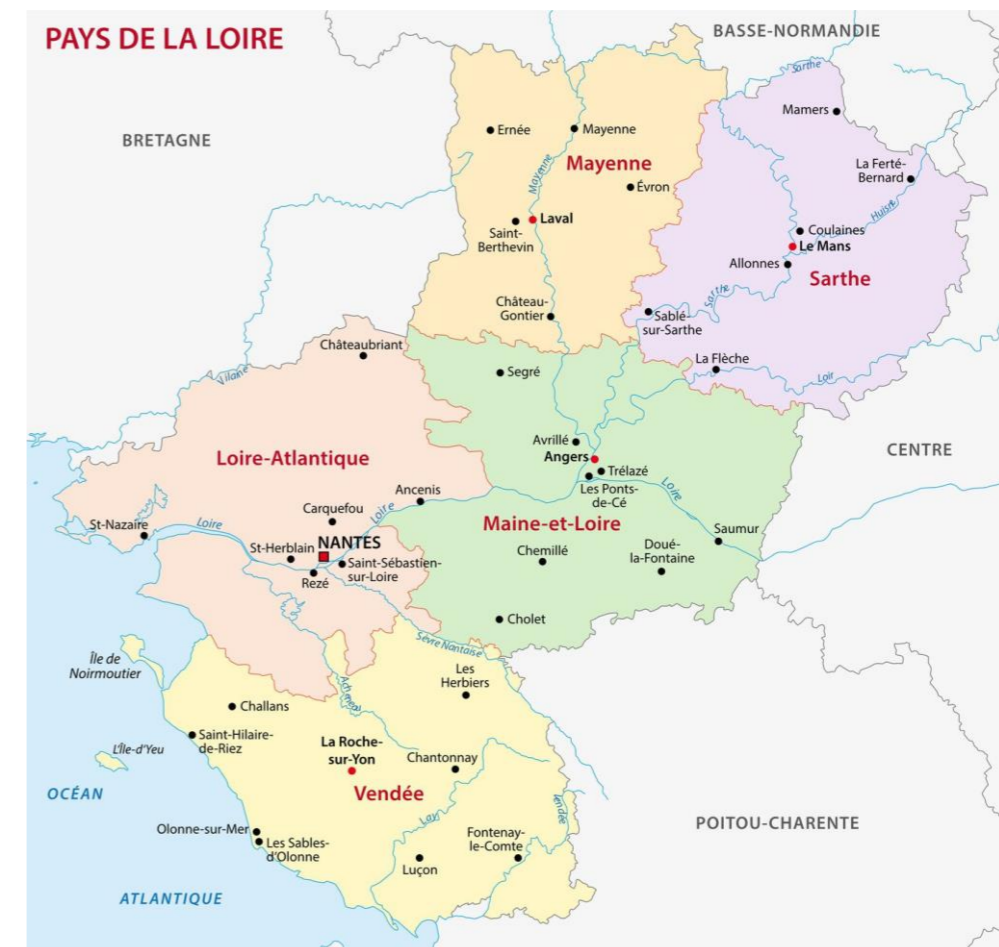 PAYS DE LA LOIRE
BASSE-NORMANDIE
BRETAGNE
Sarthe
Mamers
Ernée
Mayenne
Mayenne
Mayenne
La Ferté-
Bernard
Évron
Huisne
Laval
Saint-
Berthevin
Coulaines
Le Mans
Allonnes
Sarthe
Sarthe
Château-
Gontier
Sablé-
sur-Sarthe
Châteaubriant
La Flèche
Segré
Loir
Vilaine
Avrillé
Angers
CENTRE
Loire-Atlantique
Trélazé
Les Ponts-
de-Cé
Loire
Ancenis
Carquefou
Loire
Maine-et-Loire
St-Nazaire
Loire
Saumur
NANTES
St-Herblain
Saint-Sébastien-
sur-Loire
Rezé
Chemillé
Doué-
la-Fontaine
Cholet
Sèvre Nantaise
Île de
Noirmoutier
Les
Herbiers
Challans
Saint-Hilaire-
de-Riez
L'Île-d'Yeu
La Roche-
sur-Yon
Chantonnay
Vendée
OCÉAN
Lay
Olonne-sur-Mer
Les Sables-
d'Olonne
Fontenay-
le-Comte
Luçon
POITOU-CHARENTE
ATLANTIQUE